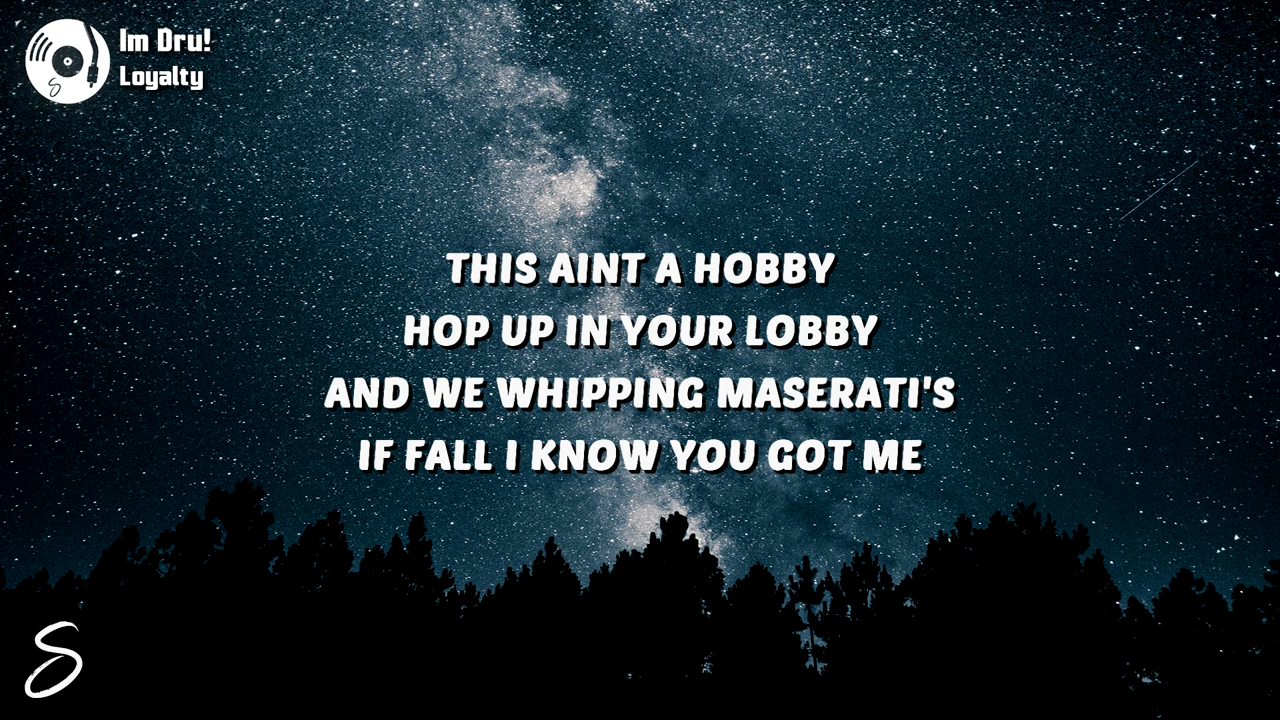 Im Dru!
Loyalty
THIS AINT A HOBBY
HOP UP IN YOUR LOBBY
AND WE WHIPPING MASERATI'S
IF FALL I KNOW YOU GOT ME
S